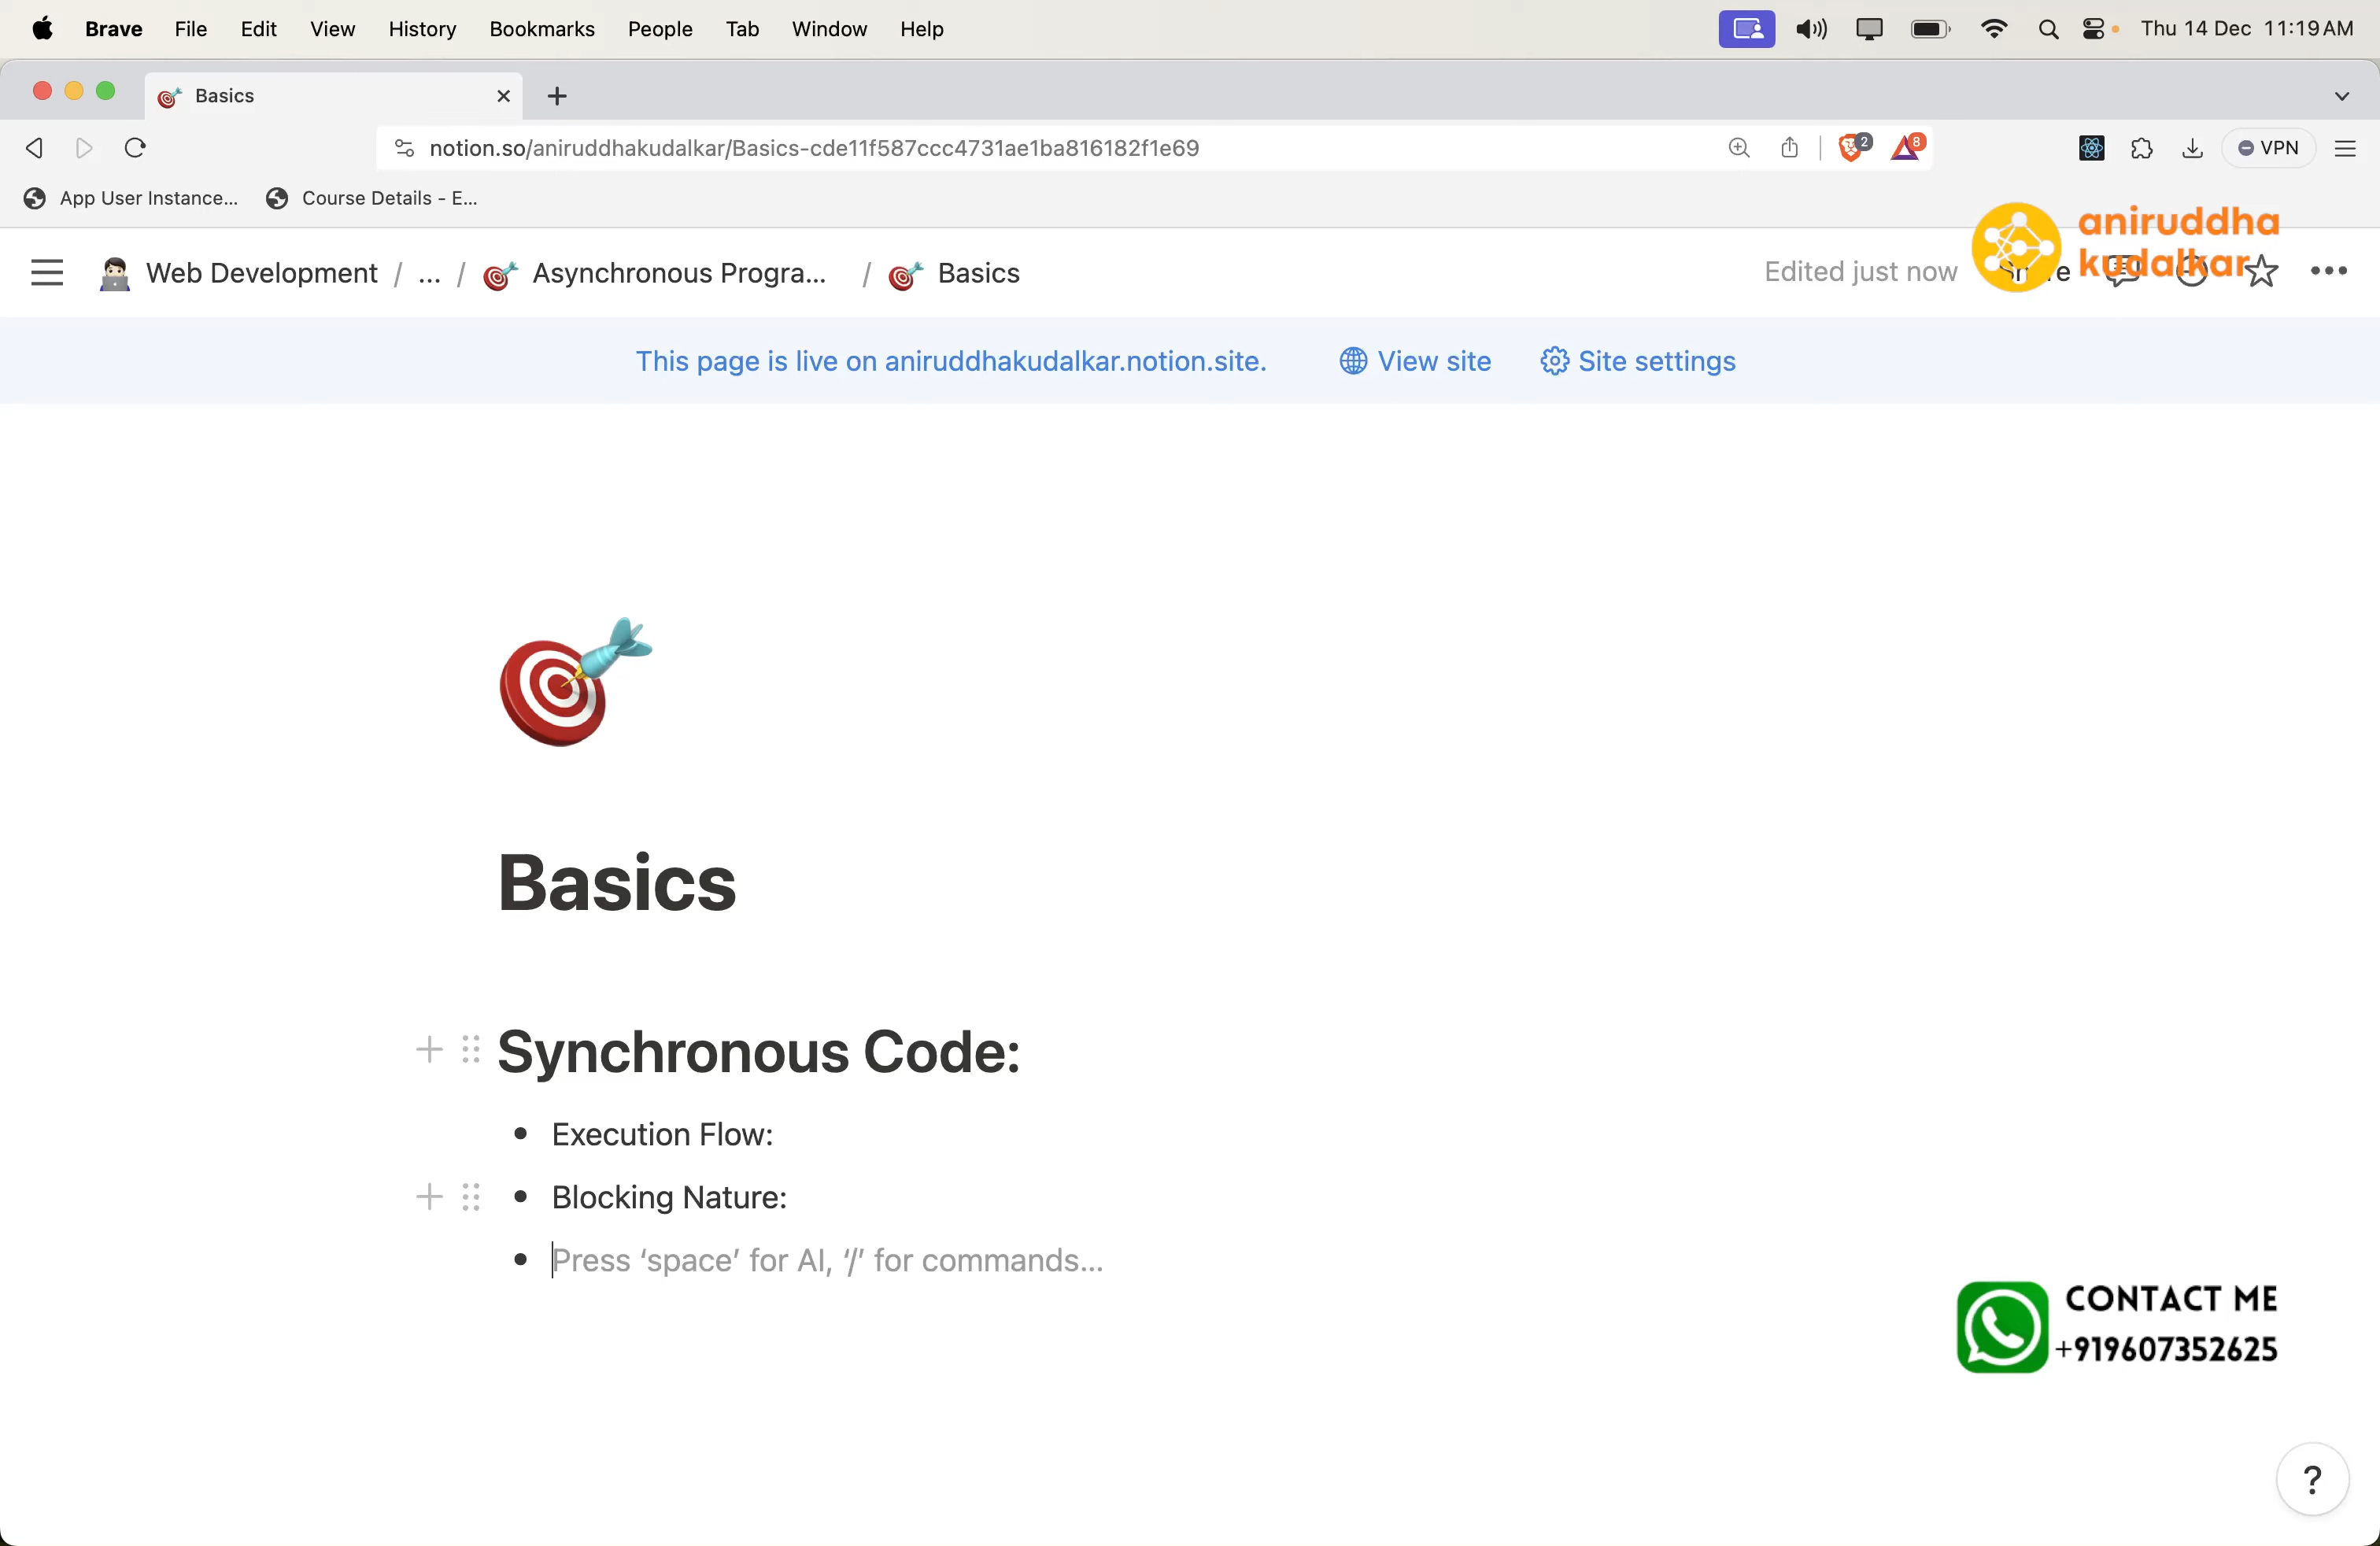 Brave File Edit View History Bookmarks People Tab Window Help Thu 14 Dec 11:19 AM
Basics
notion.so/aniruddhakudalkar/Basics-cde11f587ccc4731ae1ba816182f1e69 2 8 VPN
App User Instance... Course Details - E...
aniruddha
kudalkar
Web Development / ... / Asynchronous Progra... / Basics Edited just now
This page is live on aniruddhakudalkar.notion.site. View site Site settings
Basics
Synchronous Code:
• Execution Flow:
• Blocking Nature:
• Press ‘space’ for AI, ‘/’ for commands...
CONTACT ME
+919607352625
?